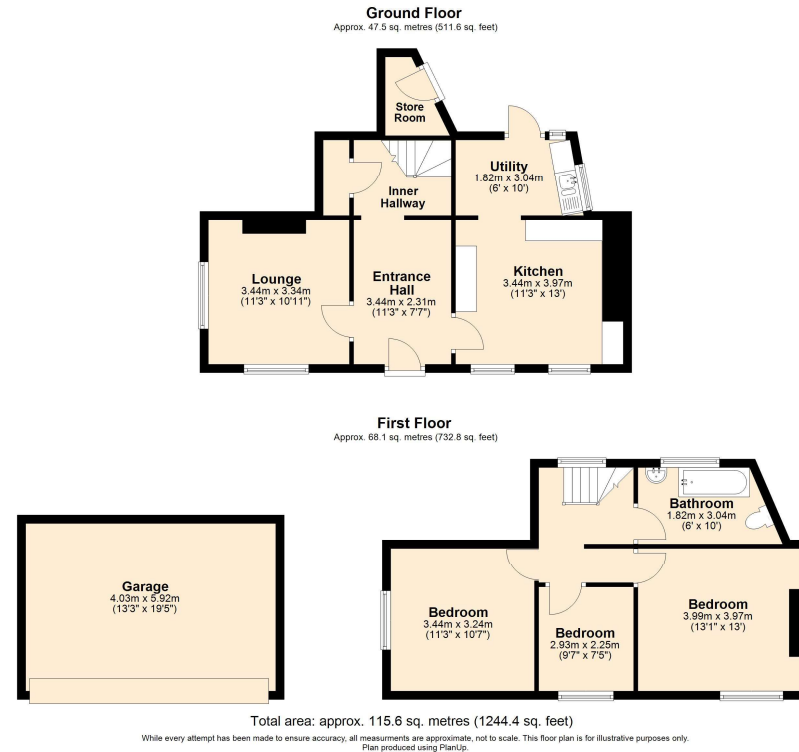 Ground Floor
Approx. 47.5 sq. metres (511.6 sq. feet)
Store
Room
Utility
1.82m x 3.04m
(6' x 10')
Inner
Hallway
Lounge
3.44m x 3.34m
(11'3" x 10'11")
Entrance
Hall
3.44m x 2.31m
(11'3" x 7'7")
Kitchen
3.44m x 3.97m
(11'3" x 13')
First Floor
Approx. 68.1 sq. metres (732.8 sq. feet)
Bathroom
1.82m x 3.04m
(6' x 10')
Garage
4.03m x 5.92m
(13'3" x 19'5")
Bedroom
3.44m x 3.24m
(11'3" x 10'7")
Bedroom
2.93m x 2.25m
(9'7" x 7'5")
Bedroom
3.99m x 3.97m
(13'1" x 13')
Total area: approx. 115.6 sq. metres (1244.4 sq. feet)
While every attempt has been made to ensure accuracy, all measurments are approximate, not to scale. This floor plan is for illustrative purposes only.
Plan produced using PlanUp.